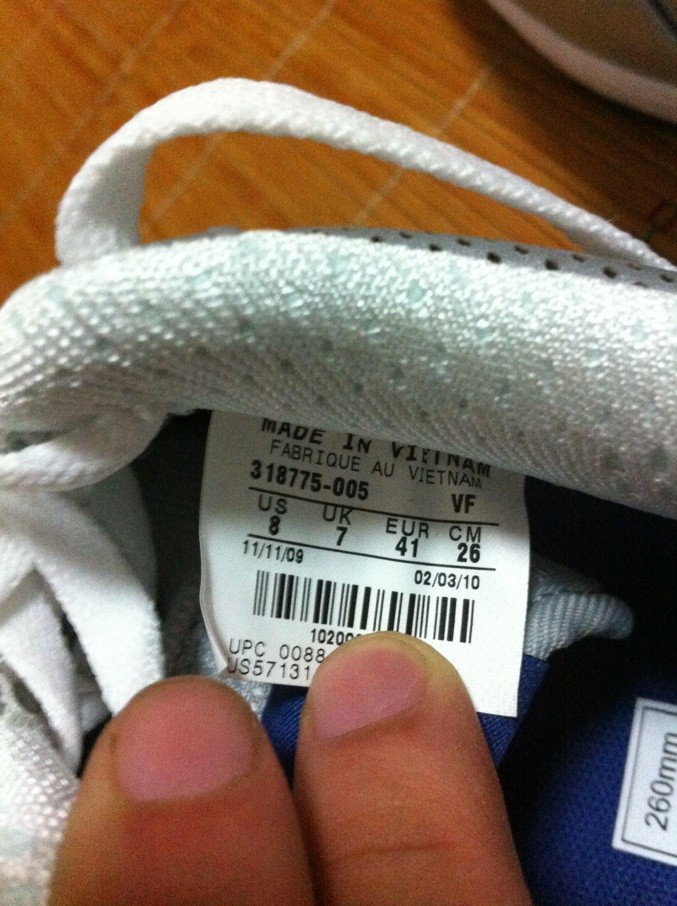 MADE IN VIETNAM
FABRIQUE AU VIETNAM
318775-005 VF
US UK EUR CM
8 7 41 26
11/11/09 02/03/10
UPC 0088
US57131
260mm